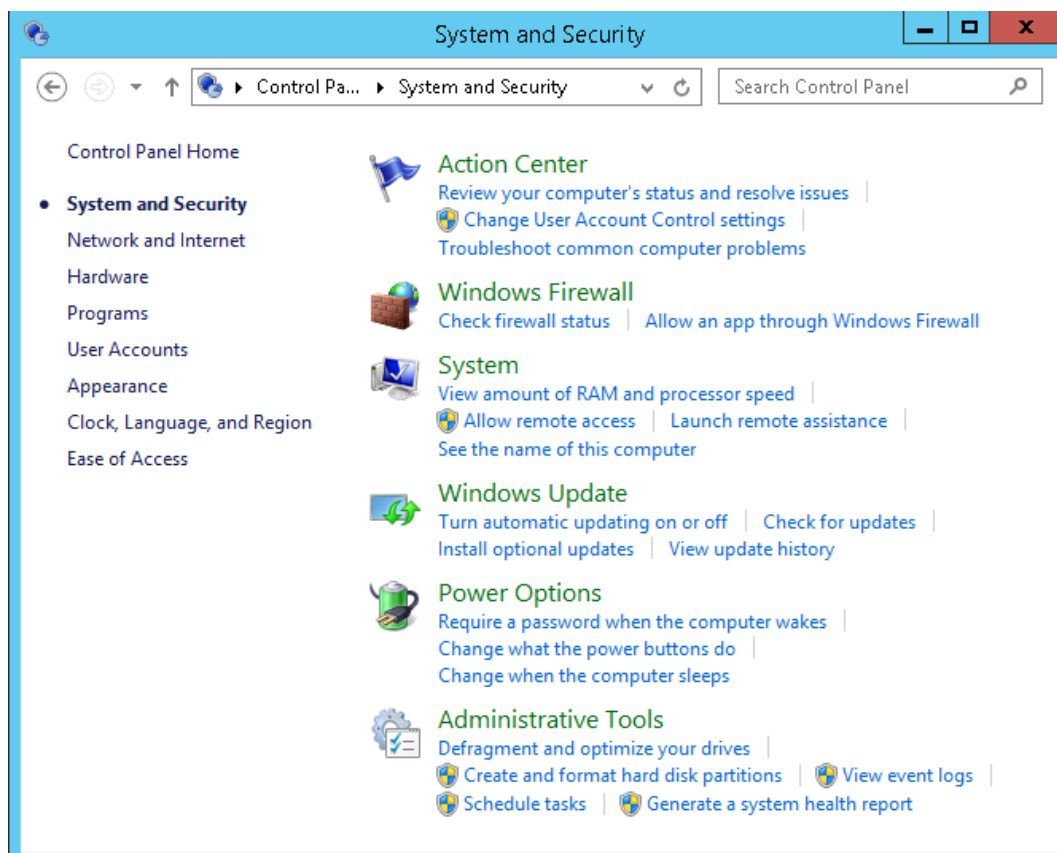 System and Security
Control Pa... System and Security Search Control Panel
Control Panel Home
System and Security
Network and Internet
Hardware
Programs
User Accounts
Appearance
Clock, Language, and Region
Ease of Access
Action Center
Review your computer's status and resolve issues
Change User Account Control settings
Troubleshoot common computer problems
Windows Firewall
Check firewall status Allow an app through Windows Firewall
System
View amount of RAM and processor speed
Allow remote access Launch remote assistance
See the name of this computer
Windows Update
Turn automatic updating on or off Check for updates
Install optional updates View update history
Power Options
Require a password when the computer wakes
Change what the power buttons do
Change when the computer sleeps
Administrative Tools
Defragment and optimize your drives
Create and format hard disk partitions View event logs
Schedule tasks Generate a system health report